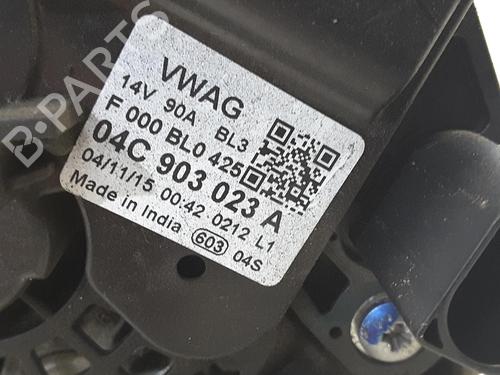 VWAG
14V 90A BL3
F 000 BL0 425
04C 903 023 A
04/11/15 00:42 0212 L1
Made in India 603 04S
B-PARTS